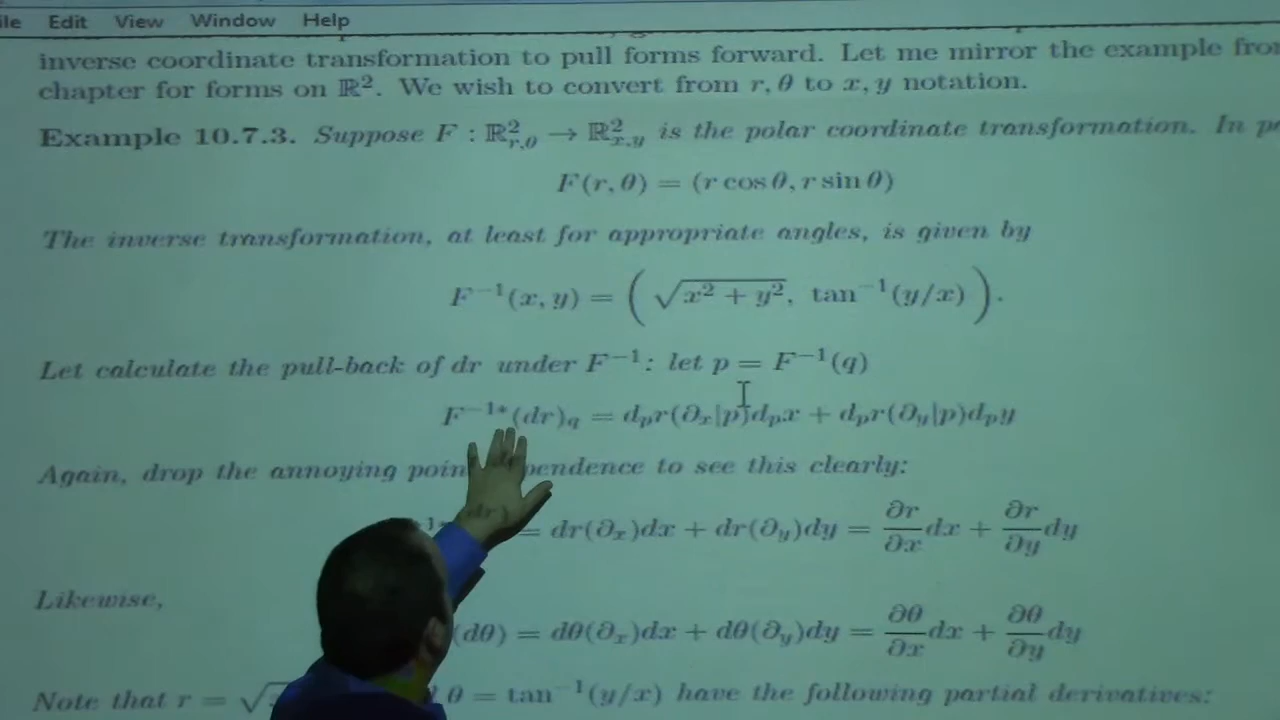 ile Edit View Window Help
inverse coordinate transformation to pull forms forward. Let me mirror the example from
chapter for forms on ℝ². We wish to convert from r, θ to x, y notation.
Example 10.7.3. Suppose F : ℝ²_{r,θ} → ℝ²_{x,y} is the polar coordinate transformation. In
F(r, θ) = (r cos θ, r sin θ)
The inverse transformation, at least for appropriate angles, is given by
F⁻¹(x, y) = ( √(x² + y²), tan⁻¹(y/x) ).
Let calculate the pull-back of dr under F⁻¹: let p = F⁻¹(q)
F⁻¹*(dr)_q = d_p r(∂_x|p)d_p x + d_p r(∂_y|p)d_p y
Again, drop the annoying poin pendence to see this clearly:
= dr(∂_x)dx + dr(∂_y)dy = ∂r/∂x dx + ∂r/∂y dy
Likewise,
(dθ) = dθ(∂_x)dx + dθ(∂_y)dy = ∂θ/∂x dx + ∂θ/∂y dy
Note that r = √ θ = tan⁻¹(y/x) have the following partial derivatives: